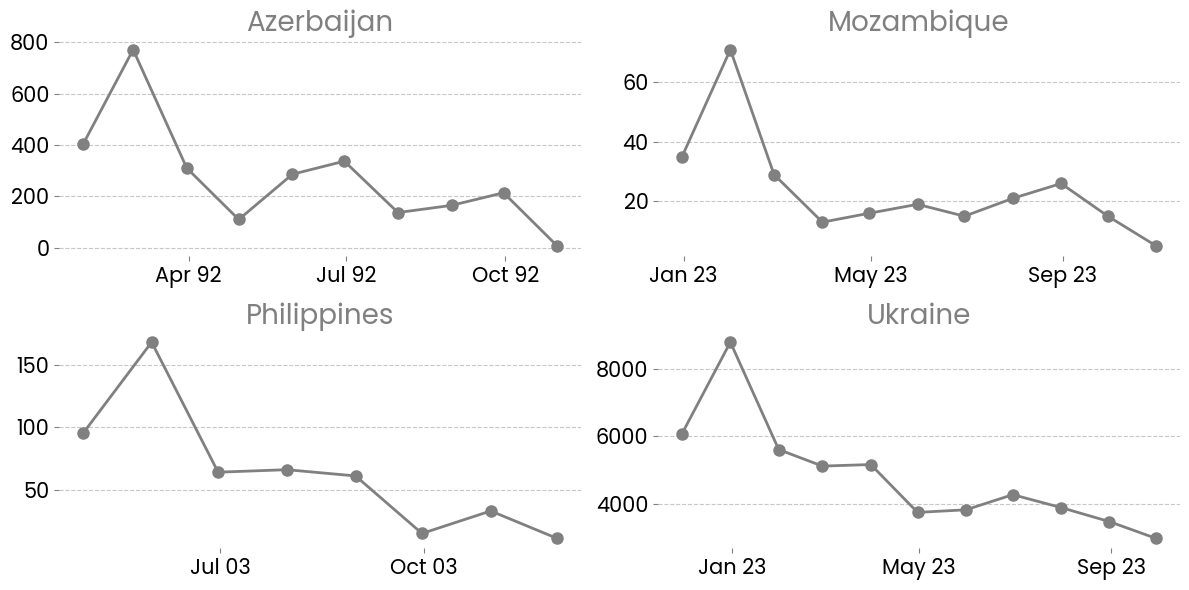 Azerbaijan
800
600
400
200
0
Apr 92 Jul 92 Oct 92
Mozambique
60
40
20
Jan 23 May 23 Sep 23
Philippines
150
100
50
Jul 03 Oct 03
Ukraine
8000
6000
4000
Jan 23 May 23 Sep 23